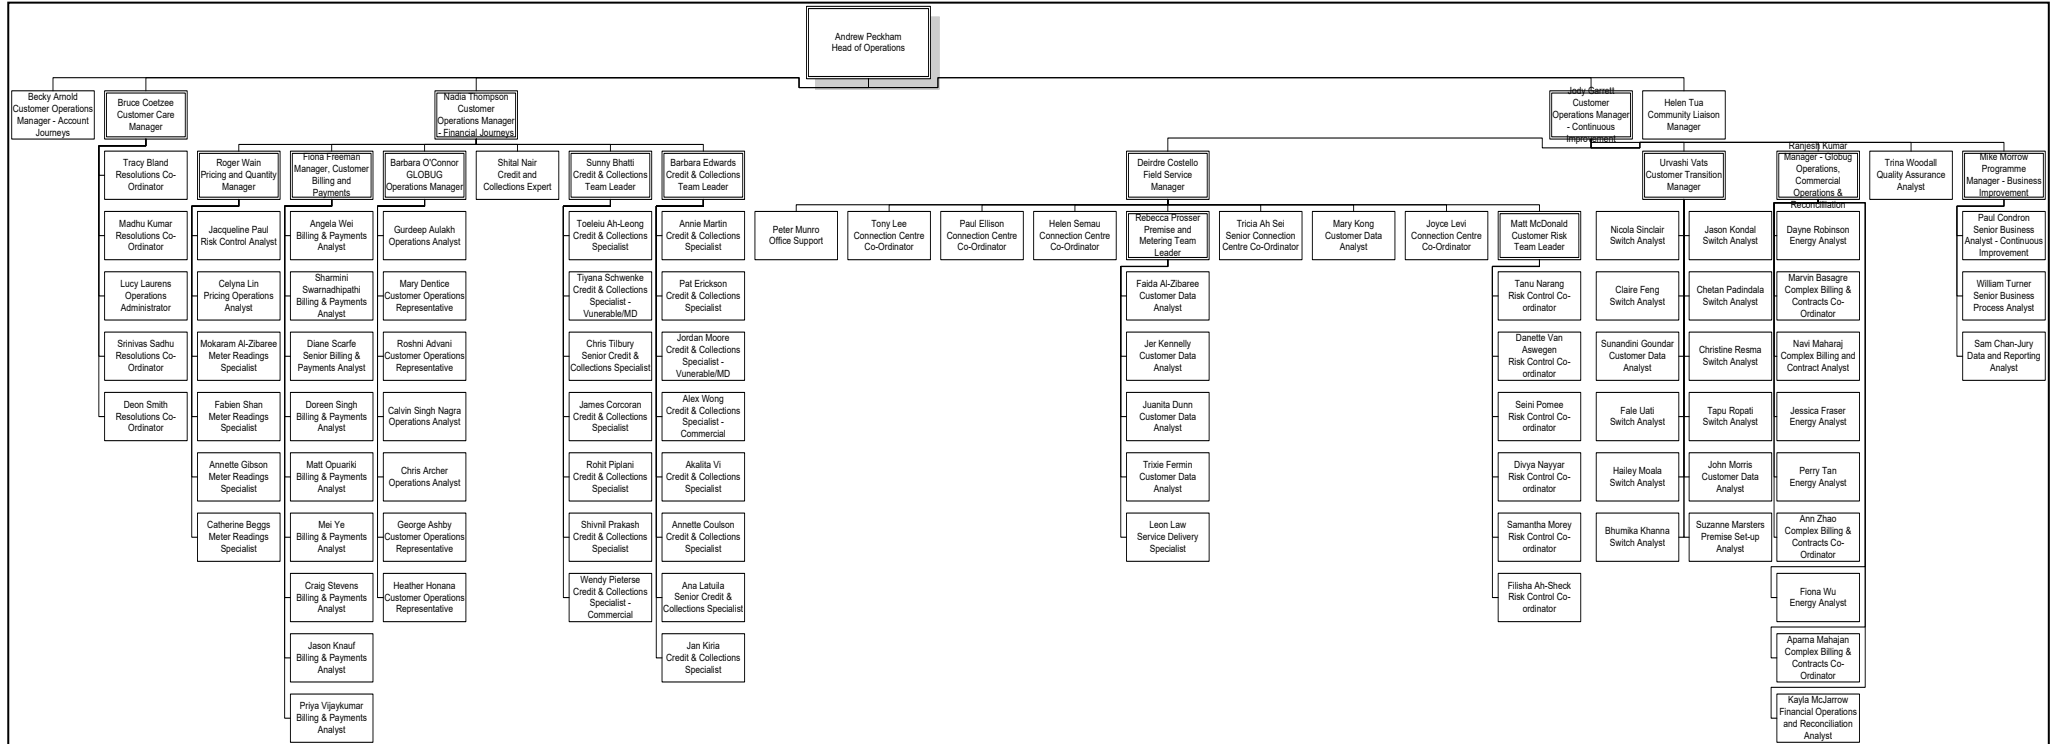 Andrew Peckham
Head of Operations
Becky Arnold
Customer Operations
Manager - Account
Journeys
Bruce Coetzee
Customer Care
Manager
Nadia Thompson
Customer
Operations Manager
- Financial Journeys
Jody Garrett
Customer
Operations Manager
- Continuous
Improvement
Helen Tua
Community Liaison
Manager
Tracy Bland
Resolutions Co-
Ordinator
Roger Wain
Pricing and Quantity
Manager
Fiona Freeman
Manager, Customer
Billing and
Payments
Barbara O'Connor
GLOBUG
Operations Manager
Shital Nair
Credit and
Collections Expert
Sunny Bhatti
Credit & Collections
Team Leader
Barbara Edwards
Credit & Collections
Team Leader
Deirdre Costello
Field Service
Manager
Urvashi Vats
Customer Transition
Manager
Ranjesh Kumar
Manager - Globug
Operations,
Commercial
Operations &
Reconciliation
Trina Woodall
Quality Assurance
Analyst
Mike Morrow
Programme
Manager - Business
Improvement
Madhu Kumar
Resolutions Co-
Ordinator
Jacqueline Paul
Risk Control Analyst
Angela Wei
Billing & Payments
Analyst
Gurdeep Aulakh
Operations Analyst
Toeleiu Ah-Leong
Credit & Collections
Specialist
Annie Martin
Credit & Collections
Specialist
Peter Munro
Office Support
Tony Lee
Connection Centre
Co-Ordinator
Paul Ellison
Connection Centre
Co-Ordinator
Helen Semau
Connection Centre
Co-Ordinator
Rebecca Prosser
Premise and
Metering Team
Leader
Tricia Ah Sei
Senior Connection
Centre Co-Ordinator
Mary Kong
Customer Data
Analyst
Joyce Levi
Connection Centre
Co-Ordinator
Matt McDonald
Customer Risk
Team Leader
Nicola Sinclair
Switch Analyst
Jason Kondal
Switch Analyst
Dayne Robinson
Energy Analyst
Paul Condron
Senior Business
Analyst - Continuous
Improvement
Lucy Laurens
Operations
Administrator
Celyna Lin
Pricing Operations
Analyst
Sharmini
Swarnadhipathi
Billing & Payments
Analyst
Mary Dentice
Customer Operations
Representative
Tiyana Schwenke
Credit & Collections
Specialist -
Vunerable/MD
Pat Erickson
Credit & Collections
Specialist
Faida Al-Zibaree
Customer Data
Analyst
Tanu Narang
Risk Control Co-
ordinator
Claire Feng
Switch Analyst
Chetan Padindala
Switch Analyst
Marvin Basagre
Complex Billing &
Contracts Co-
Ordinator
William Turner
Senior Business
Process Analyst
Srinivas Sadhu
Resolutions Co-
Ordinator
Mokaram Al-Zibaree
Meter Readings
Specialist
Diane Scarfe
Senior Billing &
Payments Analyst
Roshni Advani
Customer Operations
Representative
Chris Tilbury
Senior Credit &
Collections Specialist
Jordan Moore
Credit & Collections
Specialist -
Vunerable/MD
Jer Kennelly
Customer Data
Analyst
Danette Van
Aswegen
Risk Control Co-
ordinator
Sunandini Goundar
Customer Data
Analyst
Christine Resma
Switch Analyst
Navi Maharaj
Complex Billing and
Contract Analyst
Sam Chan-Jury
Data and Reporting
Analyst
Deon Smith
Resolutions Co-
Ordinator
Fabien Shan
Meter Readings
Specialist
Doreen Singh
Billing & Payments
Analyst
Calvin Singh Nagra
Operations Analyst
James Corcoran
Credit & Collections
Specialist
Alex Wong
Credit & Collections
Specialist -
Commercial
Juanita Dunn
Customer Data
Analyst
Seini Pomee
Risk Control Co-
ordinator
Fale Uati
Switch Analyst
Tapu Ropati
Switch Analyst
Jessica Fraser
Energy Analyst
Annette Gibson
Meter Readings
Specialist
Matt Opuariki
Billing & Payments
Analyst
Chris Archer
Operations Analyst
Rohit Piplani
Credit & Collections
Specialist
Akalita Vi
Credit & Collections
Specialist
Trixie Fermin
Customer Data
Analyst
Divya Nayyar
Risk Control Co-
ordinator
Hailey Moala
Switch Analyst
John Morris
Customer Data
Analyst
Perry Tan
Energy Analyst
Catherine Beggs
Meter Readings
Specialist
Mei Ye
Billing & Payments
Analyst
George Ashby
Customer Operations
Representative
Shivnil Prakash
Credit & Collections
Specialist
Annette Coulson
Credit & Collections
Specialist
Leon Law
Service Delivery
Specialist
Samantha Morey
Risk Control Co-
ordinator
Bhumika Khanna
Switch Analyst
Suzanne Marsters
Premise Set-up
Analyst
Ann Zhao
Complex Billing &
Contracts Co-
Ordinator
Craig Stevens
Billing & Payments
Analyst
Heather Honana
Customer Operations
Representative
Wendy Pieterse
Credit & Collections
Specialist -
Commercial
Ana Latuila
Senior Credit &
Collections Specialist
Filisha Ah-Sheck
Risk Control Co-
ordinator
Fiona Wu
Energy Analyst
Jason Knauf
Billing & Payments
Analyst
Jan Kiria
Credit & Collections
Specialist
Aparna Mahajan
Complex Billing &
Contracts Co-
Ordinator
Priya Vijaykumar
Billing & Payments
Analyst
Kayla McJarrow
Financial Operations
and Reconciliation
Analyst